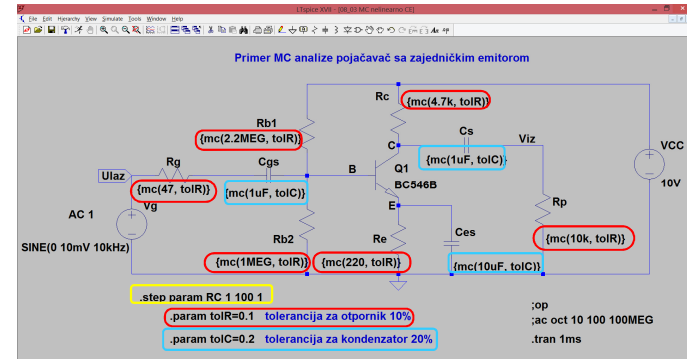 LTspice XVII - [08_03 MC nelinearno CE]
File Edit Hierarchy View Simulate Tools Window Help
Primer MC analize pojačavač sa zajedničkim emitorom
Rc
{mc(4.7k, tolR)}
Rb1
{mc(2.2MEG, tolR)}
Cs
C
Viz
VCC
{mc(1uF, tolC)}
Rg
Cgs
B
Q1
Ulaz
BC546B
10V
{mc(47, tolR)}
{mc(1uF, tolC)}
Vg
E
Rp
AC 1
Rb2
Re
Ces
{mc(10k, tolR)}
SINE(0 10mV 10kHz)
{mc(1MEG, tolR)}
{mc(220, tolR)}
{mc(10uF, tolC)}
.step param RC 1 100 1
;op
.param tolR=0.1 tolerancija za otpornik 10%
;ac oct 10 100 100MEG
.param tolC=0.2 tolerancija za kondenzator 20%
.tran 1ms